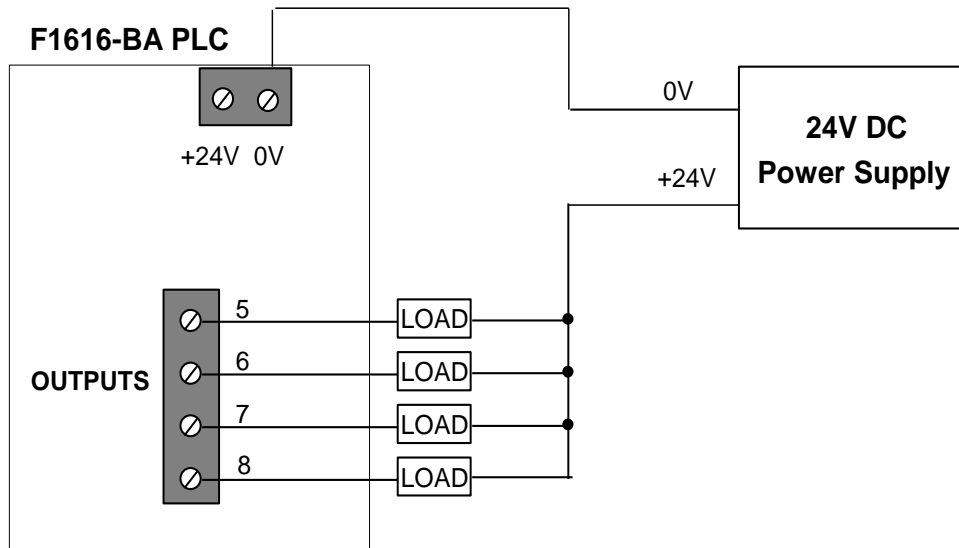 F1616-BA PLC
+24V 0V
0V
+24V
24V DC
Power Supply
OUTPUTS
5
LOAD
6
LOAD
7
LOAD
8
LOAD